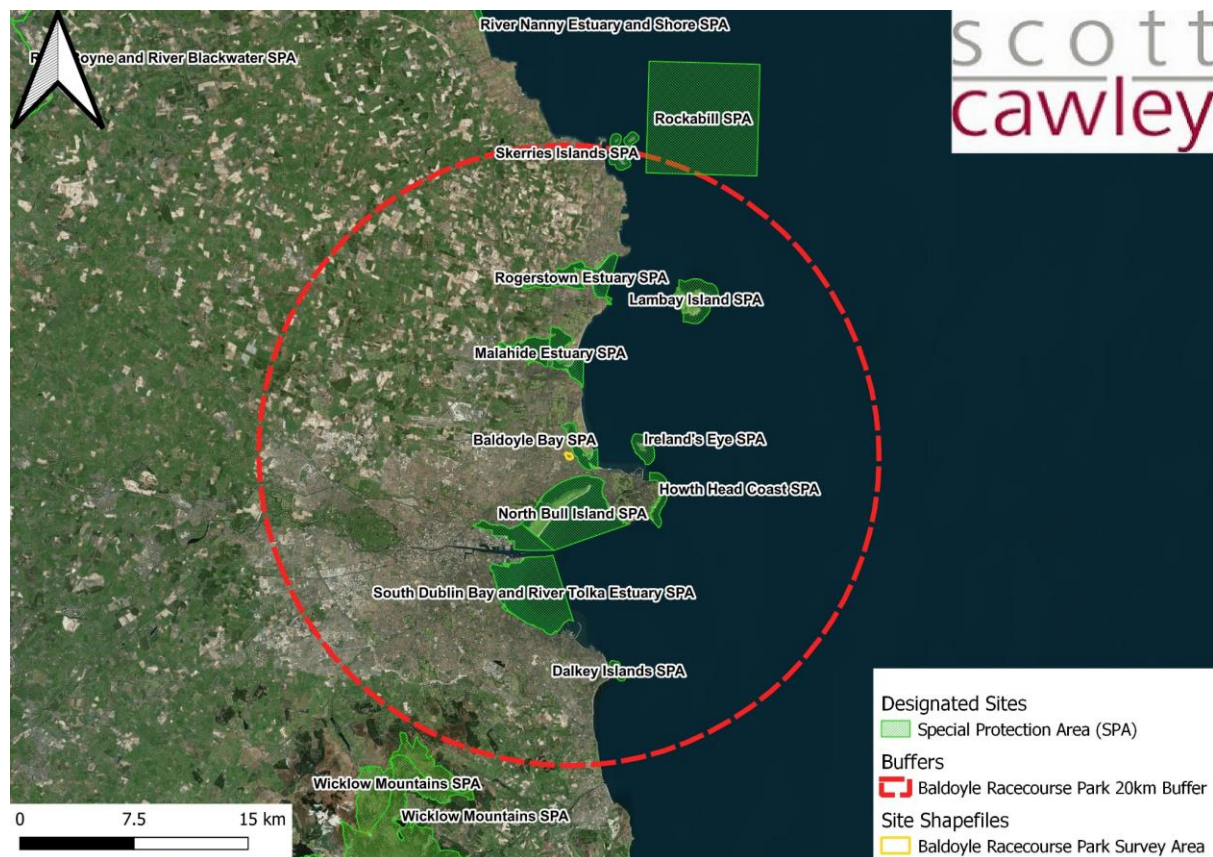 River Nanny Estuary and Shore SPA
scott
cawley
oyne and River Blackwater SPA
Rockabill SPA
Skerries Islands SPA
Rogerstown Estuary SPA
Lambay Island SPA
Malahide Estuary SPA
Baldoyle Bay SPA
Ireland's Eye SPA
Howth Head Coast SPA
North Bull Island SPA
South Dublin Bay and River Tolka Estuary SPA
Dalkey Islands SPA
Wicklow Mountains SPA
Wicklow Mountains SPA
0 7.5 15 km
Designated Sites
Special Protection Area (SPA)
Buffers
Baldoyle Racecourse Park 20km Buffer
Site Shapefiles
Baldoyle Racecourse Park Survey Area